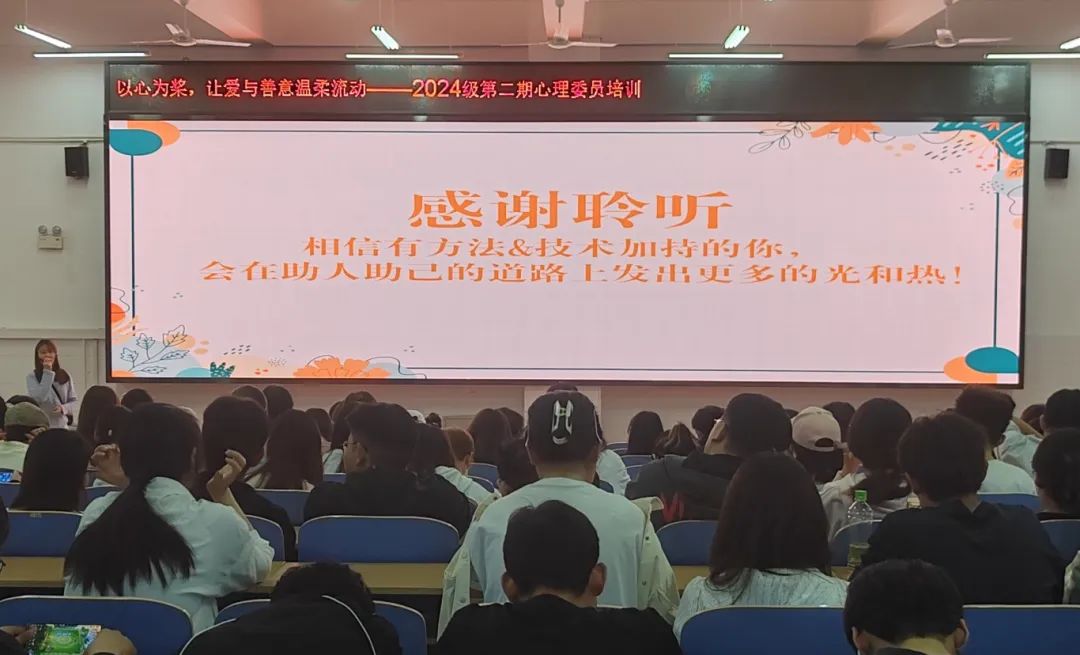 以心为桨，让爱与善意温柔流动——2024级第二期心理委员培训
感谢聆听
相信有方法&技术加持的你，
会在助人助己的道路上发出更多的光和热！